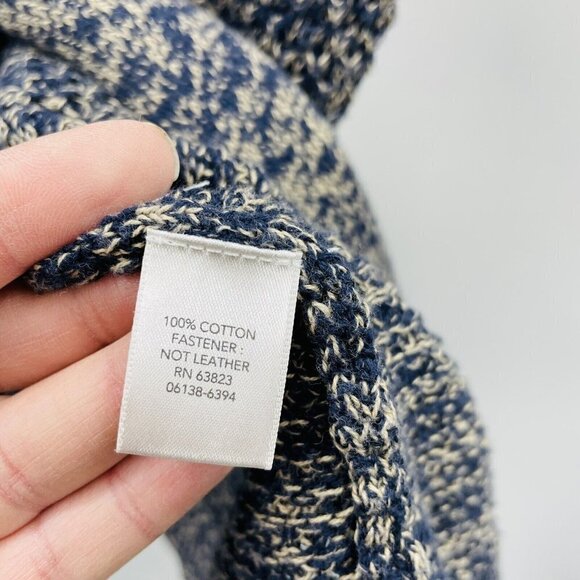 100% COTTON
FASTENER :
NOT LEATHER
RN 63823
06138-6394